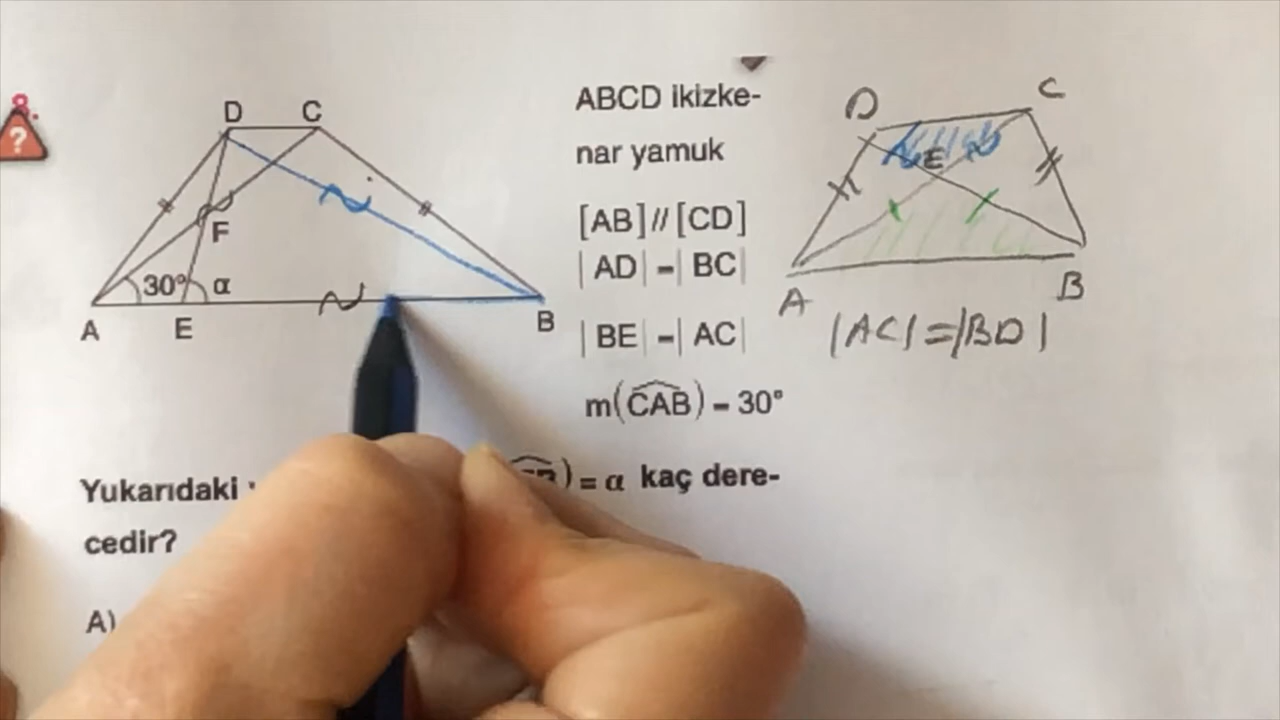 8.
?
D C
F
30° α
A E B
ABCD ikizke-
nar yamuk
[AB]//[CD]
|AD| = |BC|
|BE| = |AC|
m(CAB) = 30°
Yukarıdaki
) = α kaç dere-
cedir?
A)
D C
E
A B
|AC|=|BD|